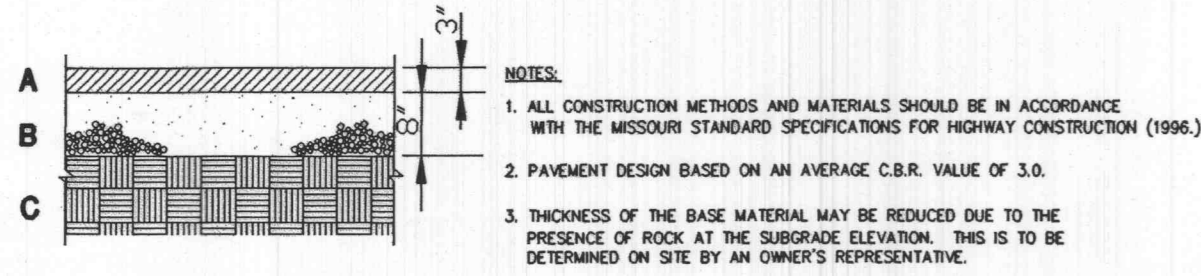 3"
A
B
C
8"
NOTES:
1. ALL CONSTRUCTION METHODS AND MATERIALS SHOULD BE IN ACCORDANCE
WITH THE MISSOURI STANDARD SPECIFICATIONS FOR HIGHWAY CONSTRUCTION (1996.)
2. PAVEMENT DESIGN BASED ON AN AVERAGE C.B.R. VALUE OF 3.0.
3. THICKNESS OF THE BASE MATERIAL MAY BE REDUCED DUE TO THE
PRESENCE OF ROCK AT THE SUBGRADE ELEVATION. THIS IS TO BE
DETERMINED ON SITE BY AN OWNER'S REPRESENTATIVE.